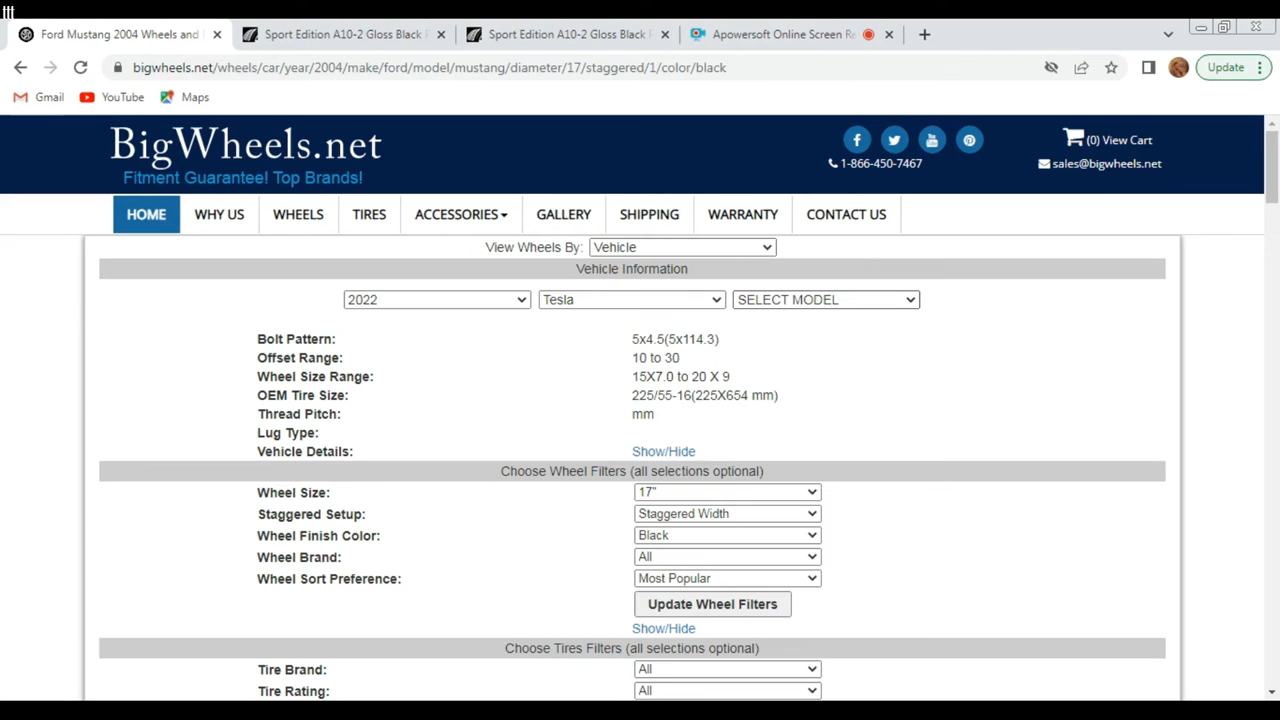 ttt
Ford Mustang 2004 Wheels and
Sport Edition A10-2 Gloss Black
Sport Edition A10-2 Gloss Black
Apowersoft Online Screen Re
bigwheels.net/wheels/car/year/2004/make/ford/model/mustang/diameter/17/staggered/1/color/black
Update
Gmail YouTube Maps
BigWheels.net
Fitment Guarantee! Top Brands!
1-866-450-7467
(0) View Cart
sales@bigwheels.net
HOME WHY US WHEELS TIRES ACCESSORIES GALLERY SHIPPING WARRANTY CONTACT US
View Wheels By: Vehicle
Vehicle Information
2022 Tesla SELECT MODEL
Bolt Pattern: 5x4.5(5x114.3)
Offset Range: 10 to 30
Wheel Size Range: 15X7.0 to 20 X 9
OEM Tire Size: 225/55-16(225X654 mm)
Thread Pitch: mm
Lug Type:
Vehicle Details: Show/Hide
Choose Wheel Filters (all selections optional)
Wheel Size: 17"
Staggered Setup: Staggered Width
Wheel Finish Color: Black
Wheel Brand: All
Wheel Sort Preference: Most Popular
Update Wheel Filters
Show/Hide
Choose Tires Filters (all selections optional)
Tire Brand: All
Tire Rating: All